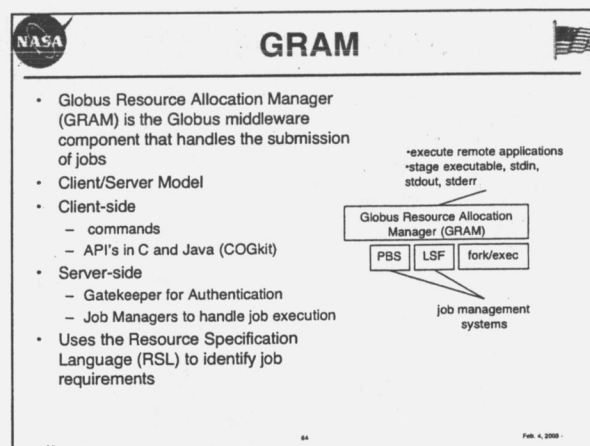 NASA
GRAM
• Globus Resource Allocation Manager
(GRAM) is the Globus middleware
component that handles the submission
of jobs
• Client/Server Model
• Client-side
– commands
– API's in C and Java (COGkit)
• Server-side
– Gatekeeper for Authentication
– Job Managers to handle job execution
• Uses the Resource Specification
Language (RSL) to identify job
requirements
•execute remote applications
•stage executable, stdin,
stdout, stderr
Globus Resource Allocation
Manager (GRAM)
PBS
LSF
fork/exec
job management
systems
64
Feb. 4, 2003